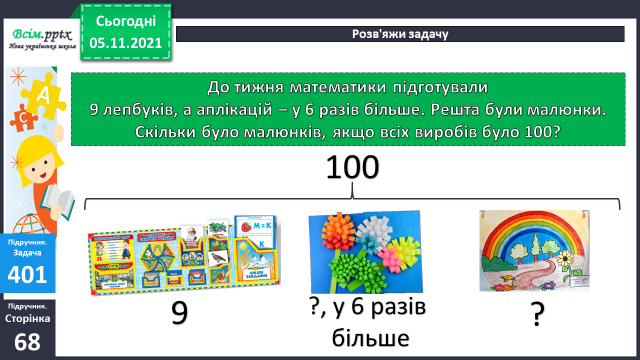 Всім.pptx
Нова українська школа
Сьогодні
05.11.2021
Розв'яжи задачу
До тижня математики підготували
9 лепбуків, а аплікацій – у 6 разів більше. Решта були малюнки.
Скільки було малюнків, якщо всіх виробів було 100?
100
А
С
М=К
К
9
?, у 6 разів
більше
?
Підручник.
Задача
401
Підручник.
Сторінка
68